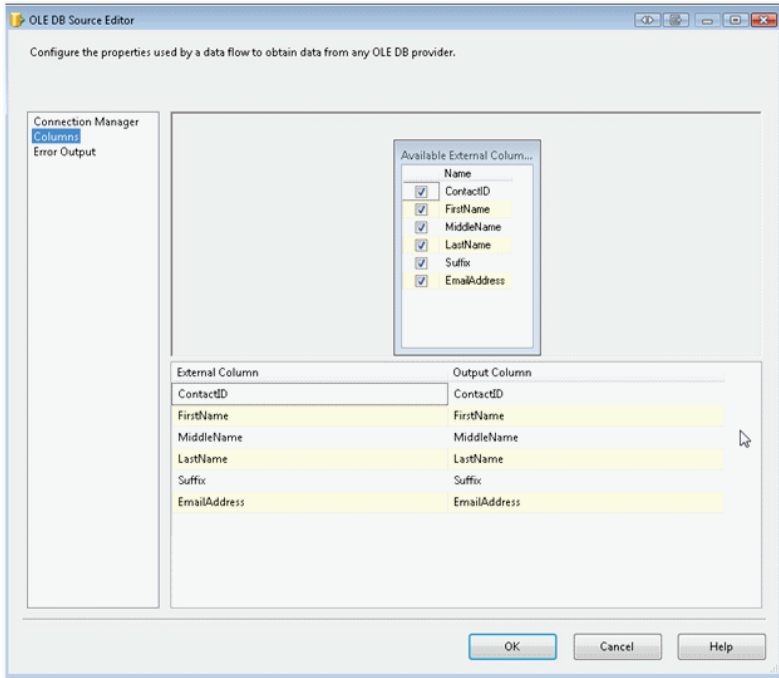 OLE DB Source Editor
Configure the properties used by a data flow to obtain data from any OLE DB provider.
Connection Manager
Columns
Error Output
Available External Colum...
Name
ContactID
FirstName
MiddleName
LastName
Suffix
EmailAddress
External Column Output Column
ContactID ContactID
FirstName FirstName
MiddleName MiddleName
LastName LastName
Suffix Suffix
EmailAddress EmailAddress
OK Cancel Help